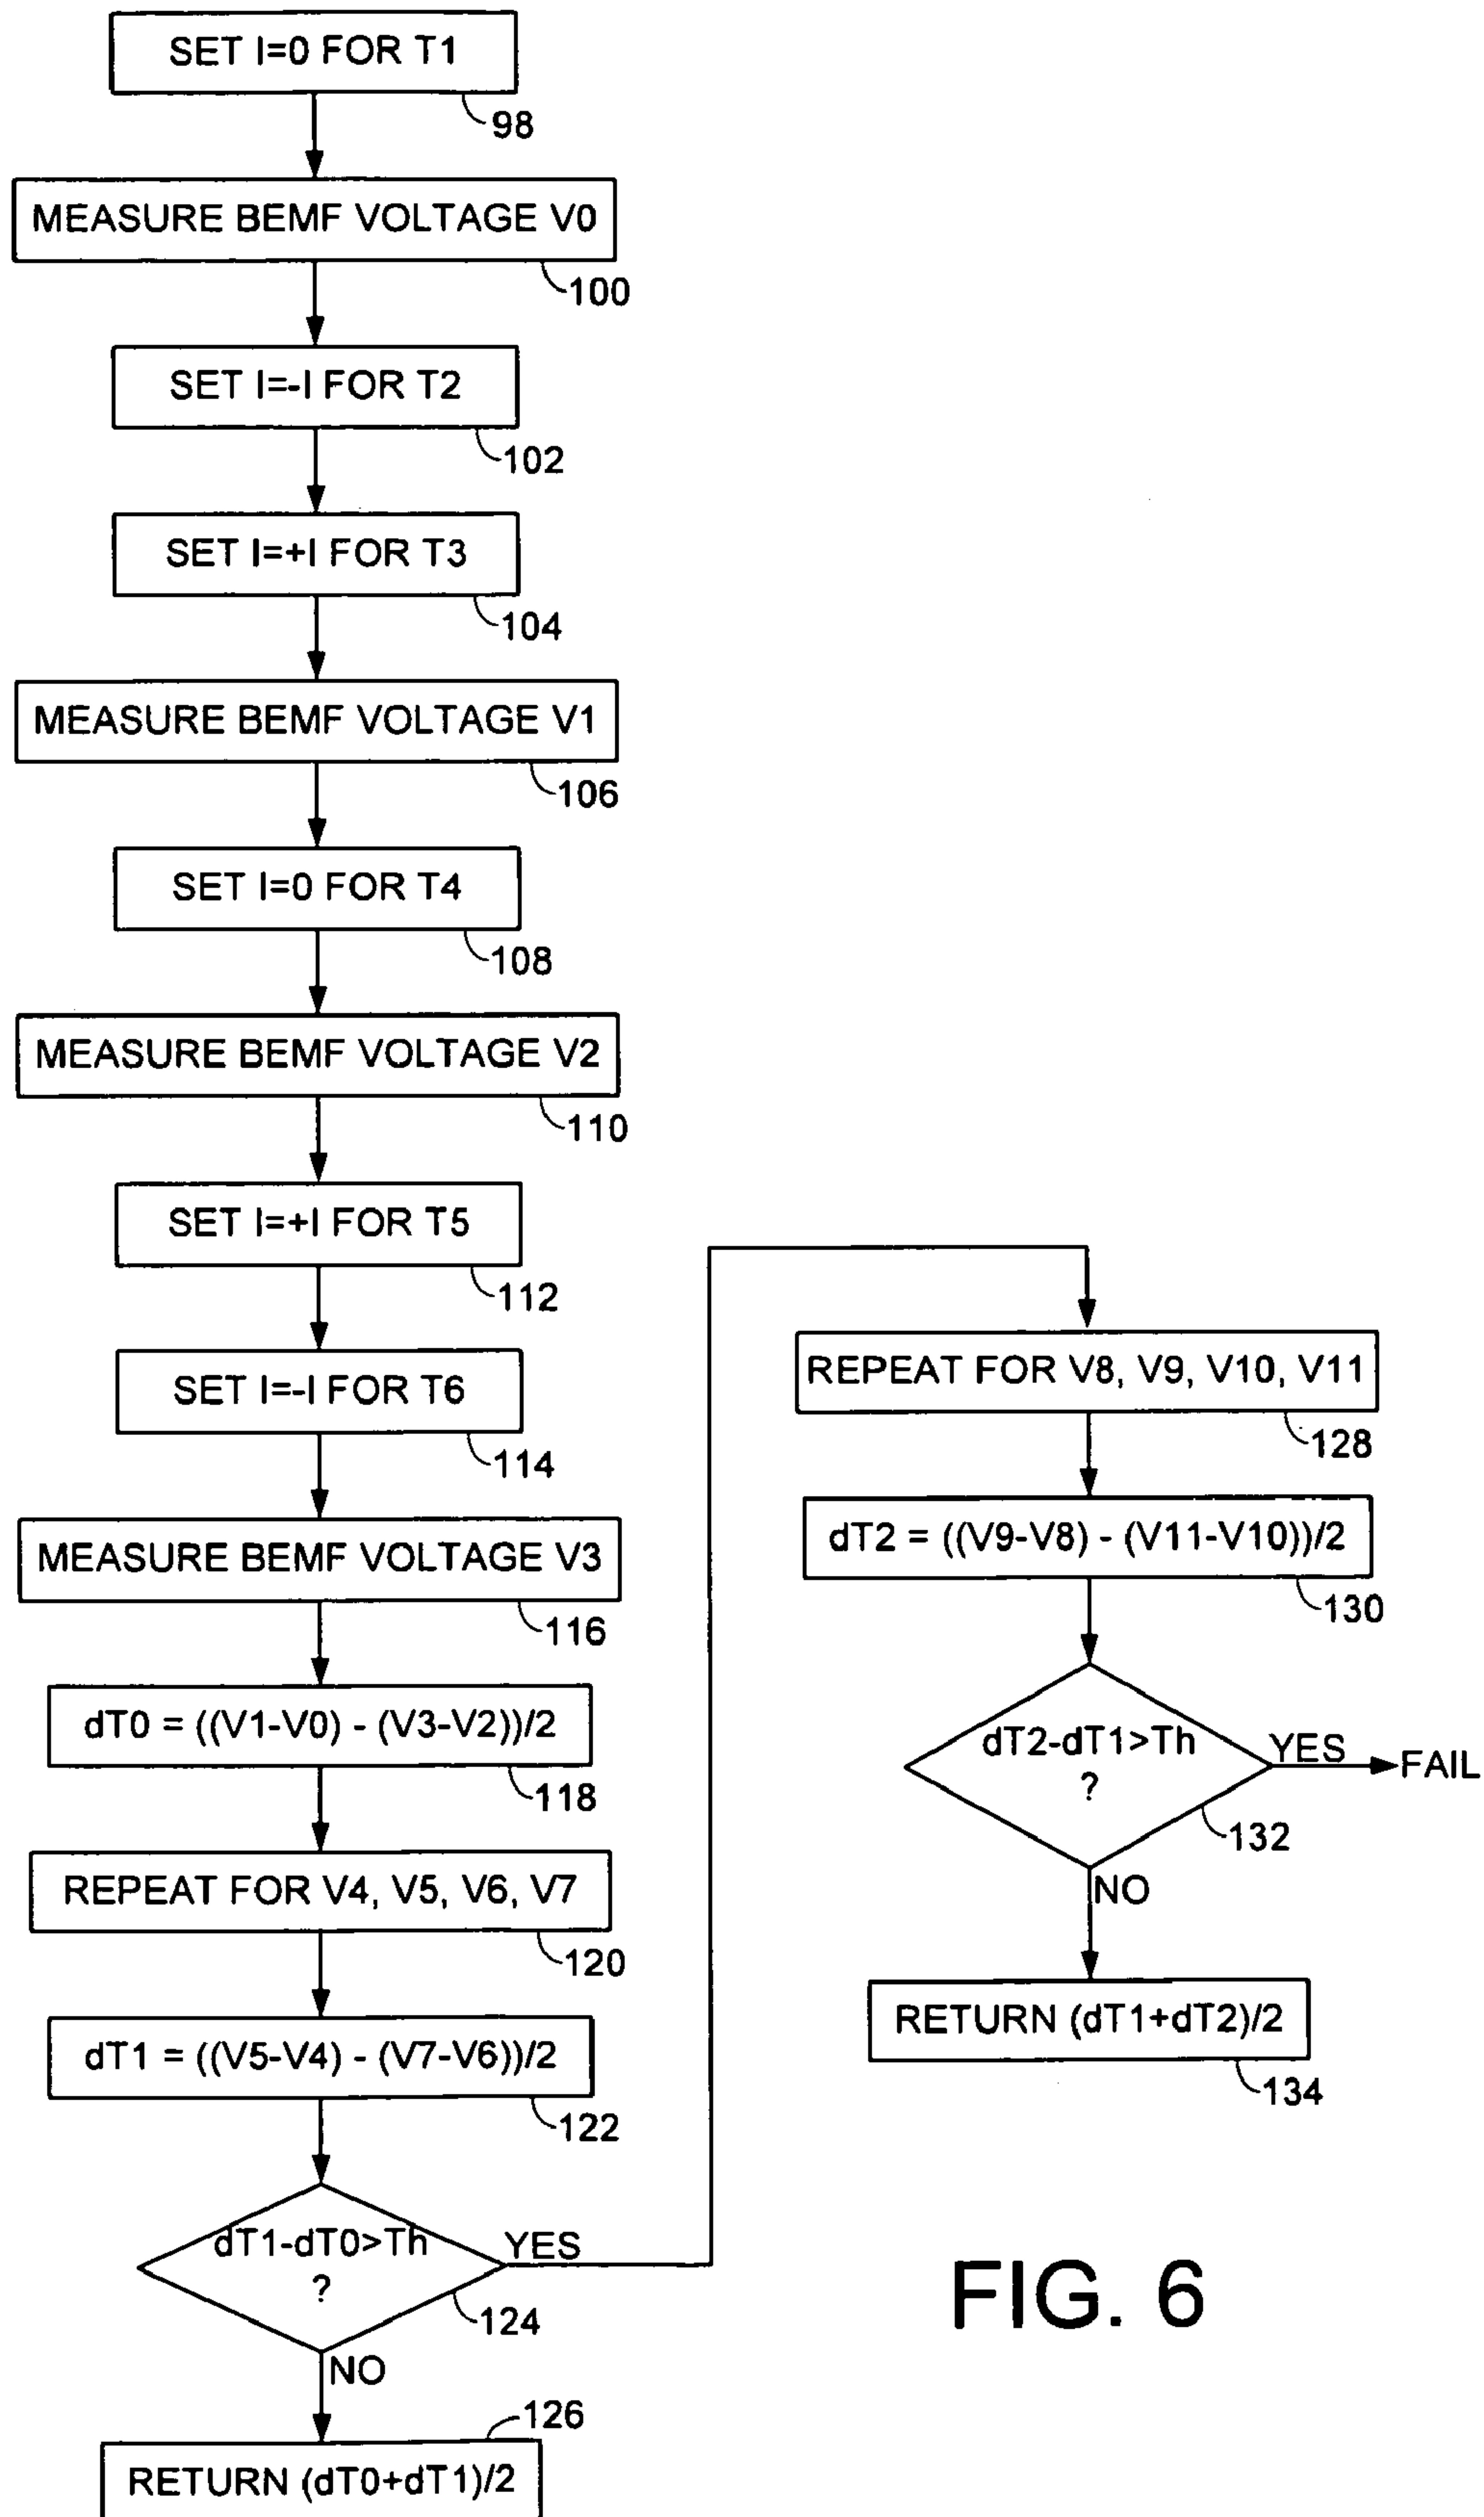 SET I=0 FOR T1
98
MEASURE BEMF VOLTAGE V0
100
SET I=-I FOR T2
102
SET I=+I FOR T3
104
MEASURE BEMF VOLTAGE V1
106
SET I=0 FOR T4
108
MEASURE BEMF VOLTAGE V2
110
SET I=+I FOR T5
112
SET I=-I FOR T6
114
MEASURE BEMF VOLTAGE V3
116
dT0 = ((V1-V0) - (V3-V2))/2
118
REPEAT FOR V4, V5, V6, V7
120
dT1 = ((V5-V4) - (V7-V6))/2
122
dT1-dT0>Th
?
YES
124
NO
126
RETURN (dT0+dT1)/2
REPEAT FOR V8, V9, V10, V11
128
dT2 = ((V9-V8) - (V11-V10))/2
130
dT2-dT1>Th
?
YES
FAIL
132
NO
RETURN (dT1+dT2)/2
134
FIG. 6